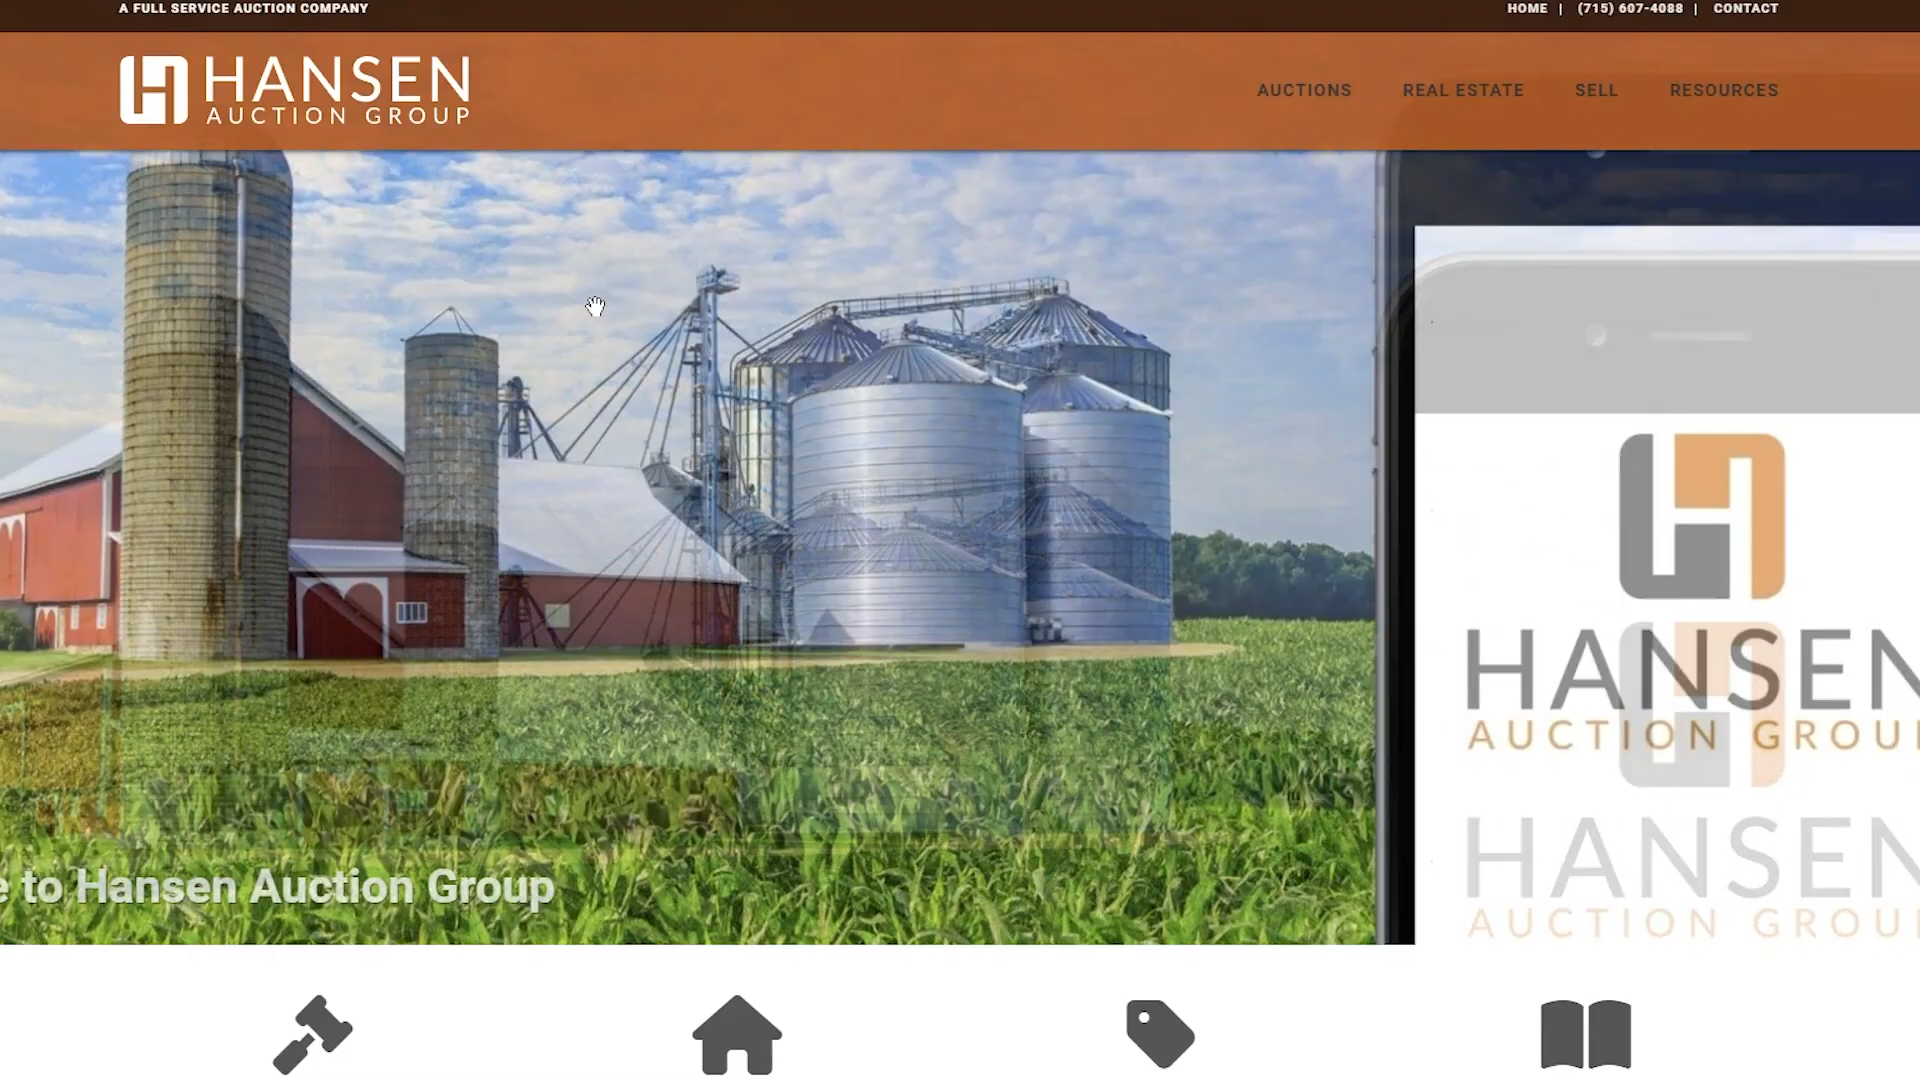 A FULL SERVICE AUCTION COMPANY
HOME | (715) 607-4088 | CONTACT
HANSEN
AUCTION GROUP
AUCTIONS REAL ESTATE SELL RESOURCES
HANSEN
AUCTION GROU
to Hansen Auction Group
HANSEN
AUCTION GROU